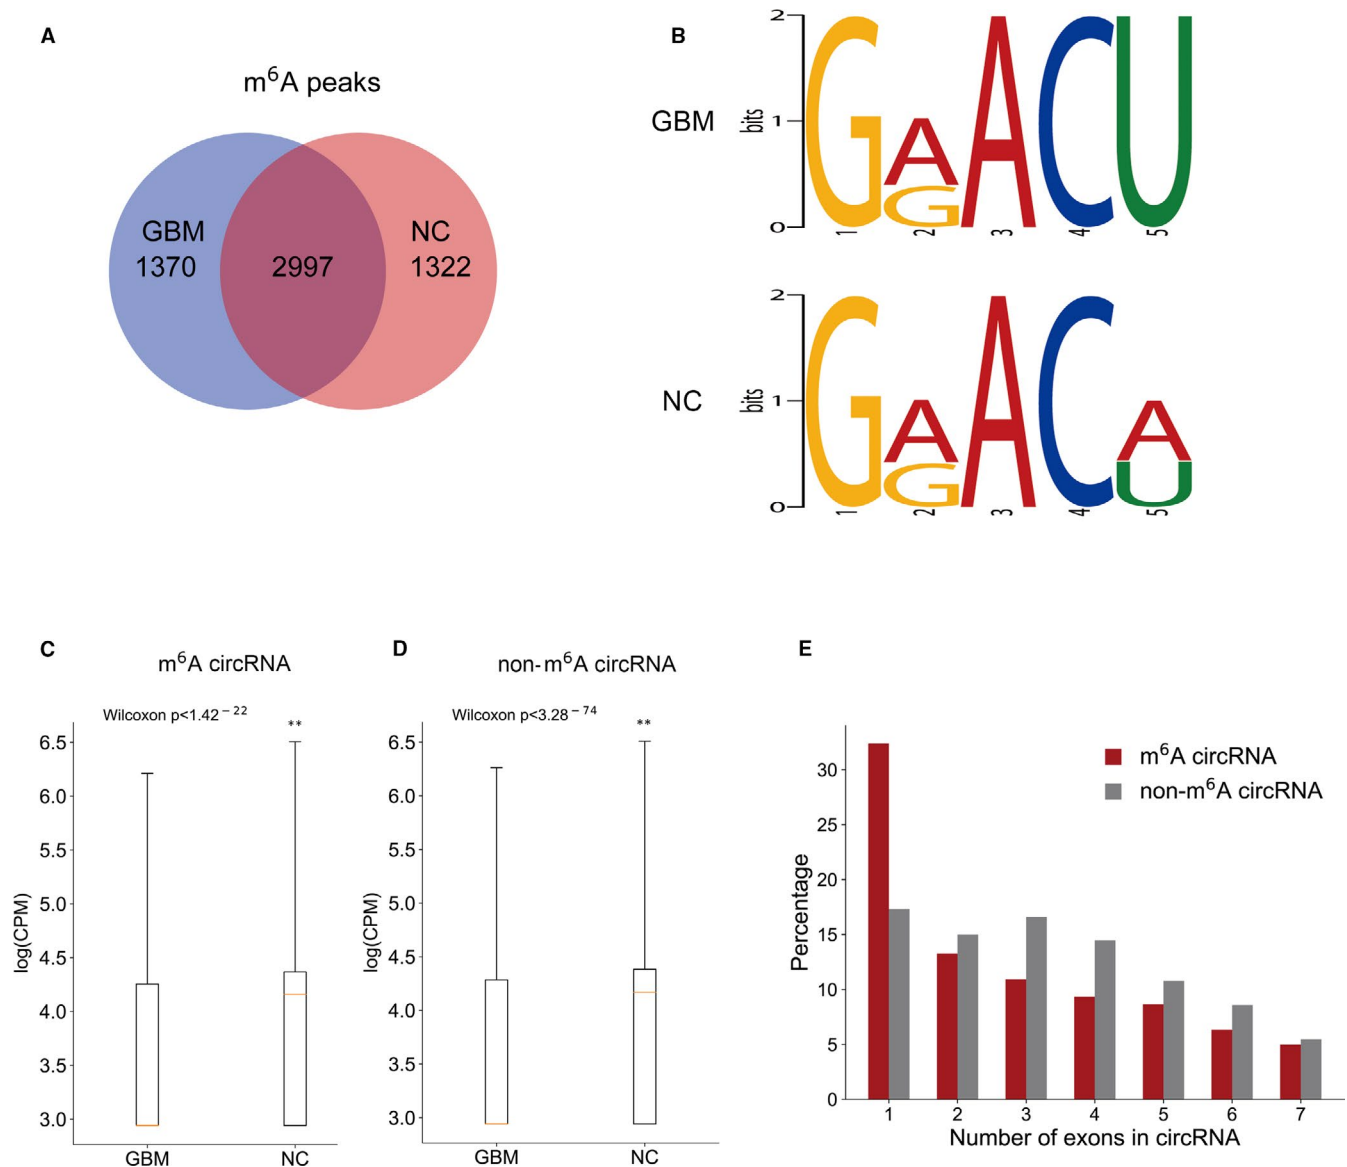 A
m⁶A peaks
GBM
1370
2997
NC
1322
B
GBM
bits
2
1
0
GAACU
G
1 2 3 4 5
NC
bits
2
1
0
GAACA
GU
1 2 3 4 5
C
m⁶A circRNA
Wilcoxon p<1.42⁻²²
**
log(CPM)
6.5
6.0
5.5
5.0
4.5
4.0
3.5
3.0
GBM NC
D
non-m⁶A circRNA
Wilcoxon p<3.28⁻⁷⁴
**
log(CPM)
6.5
6.0
5.5
5.0
4.5
4.0
3.5
3.0
GBM NC
E
m⁶A circRNA
non-m⁶A circRNA
Percentage
30
25
20
15
10
5
0
1 2 3 4 5 6 7
Number of exons in circRNA